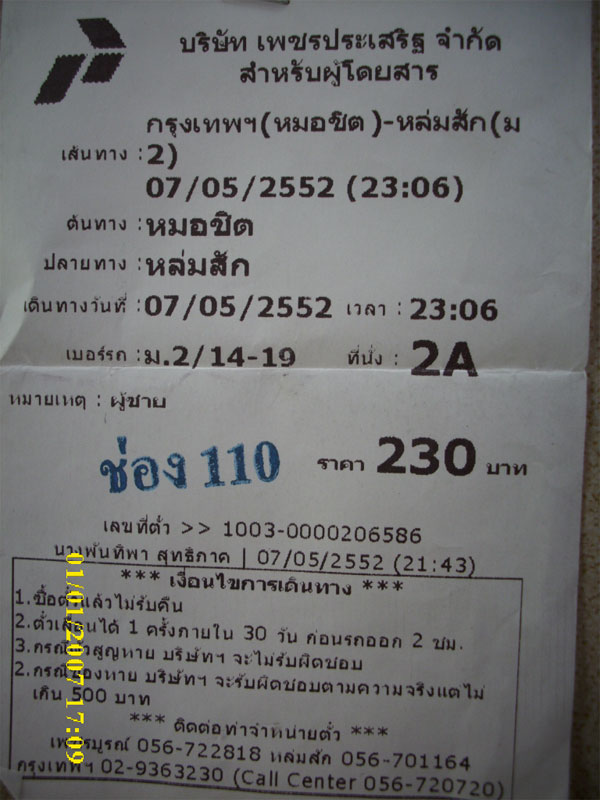 บริษัท เพชรประเสริฐ จำกัด
สำหรับผู้โดยสาร
เส้นทาง : กรุงเทพฯ(หมอชิต)-หล่มสัก(ม
2)
07/05/2552 (23:06)
ต้นทาง : หมอชิต
ปลายทาง : หล่มสัก
เดินทางวันที่ : 07/05/2552 เวลา : 23:06
เบอร์รถ : ม.2/14-19 ที่นั่ง : 2A
หมายเหตุ : ผู้ชาย
ช่อง 110 ราคา 230 บาท
เลขที่ตั๋ว >> 1003-0000206586
นางพันทิพา สุทธิภาค | 07/05/2552 (21:43)
*** เงื่อนไขการเดินทาง ***
1.ซื้อตั๋วแล้วไม่รับคืน
2.ตั๋วเลื่อนได้ 1 ครั้งภายใน 30 วัน ก่อนรถออก 2 ชม.
3.กรณีตั๋วสูญหาย บริษัทฯ จะไม่รับผิดชอบ
2.กรณีของหาย บริษัทฯ จะรับผิดชอบตามความจริงแต่ไม่
เกิน 500 บาท
*** ติดต่อท่าจำหน่ายตั๋ว ***
เพชรบูรณ์ 056-722818 หล่มสัก 056-701164
กรุงเทพฯ 02-9363230 (Call Center 056-720720)
01/01/2007 17:09